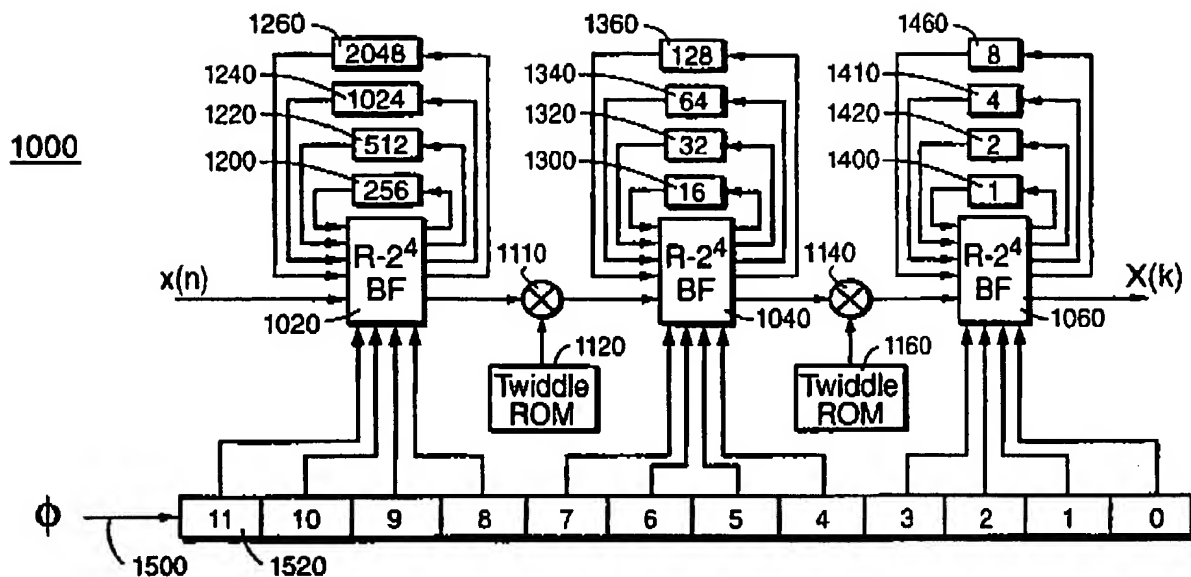 1260 2048 1360 128 1460 8
1240 1024 1340 64 1410 4
1000 1220 512 1320 32 1420 2
1200 256 1300 16 1400 1
R-2⁴ BF R-2⁴ BF R-2⁴ BF
x(n) 1110 1140 X(k)
1020 1120 1040 1160 1060
Twiddle ROM Twiddle ROM
Φ 11 10 9 8 7 6 5 4 3 2 1 0
1500 1520